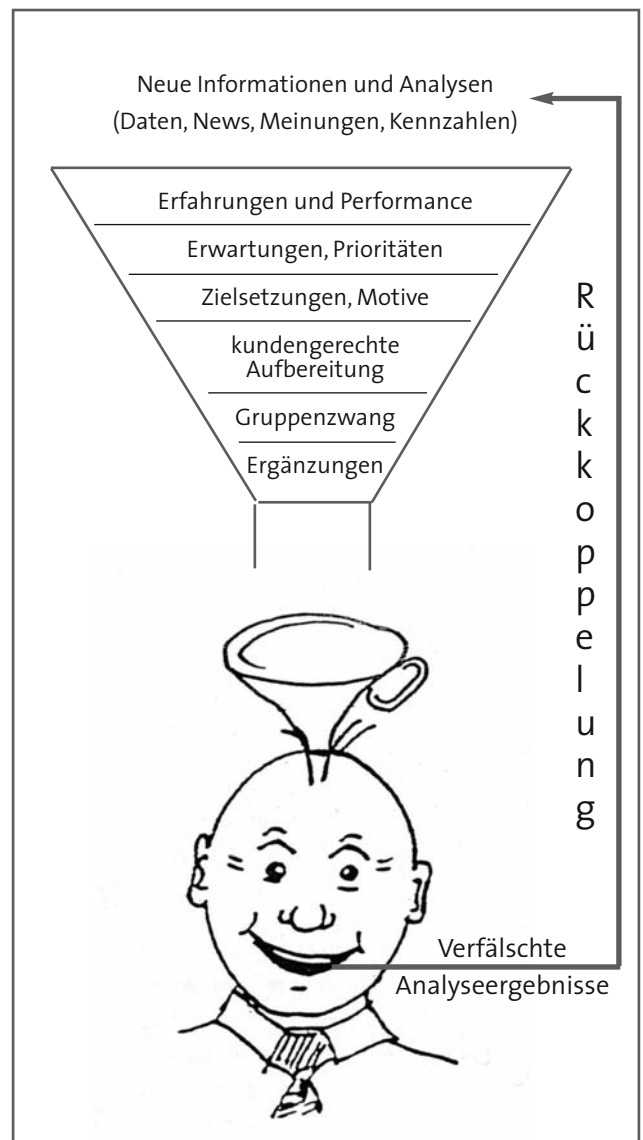 Neue Informationen und Analysen
(Daten, News, Meinungen, Kennzahlen)
Erfahrungen und Performance
Erwartungen, Prioritäten
Zielsetzungen, Motive
kundengerechte
Aufbereitung
Gruppenzwang
Ergänzungen
Rückkoppelung
Verfälschte
Analyseergebnisse